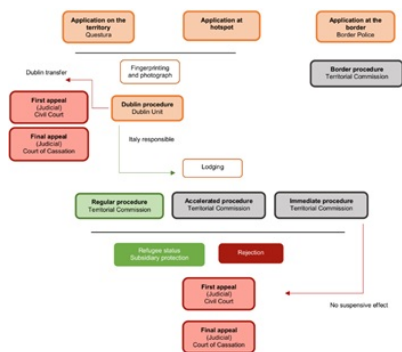 Application on the
territory
Questure
Application at
hotspot
Application at the
border
Border Police
Fingerprinting
and photograph
Dublin transfer
Border procedure
Territorial Commission
First appeal
(Judicial)
Civil Court
Dublin procedure
Dublin Unit
Final appeal
(Judicial)
Court of Cassation
Italy responsible
Lodging
Regular procedure
Territorial Commission
Accelerated procedure
Territorial Commission
Immediate procedure
Territorial Commission
Refugee status
Subsidiary protection
Rejection
First appeal
(Judicial)
Civil Court
No suspensive effect
Final appeal
(Judicial)
Court of Cassation